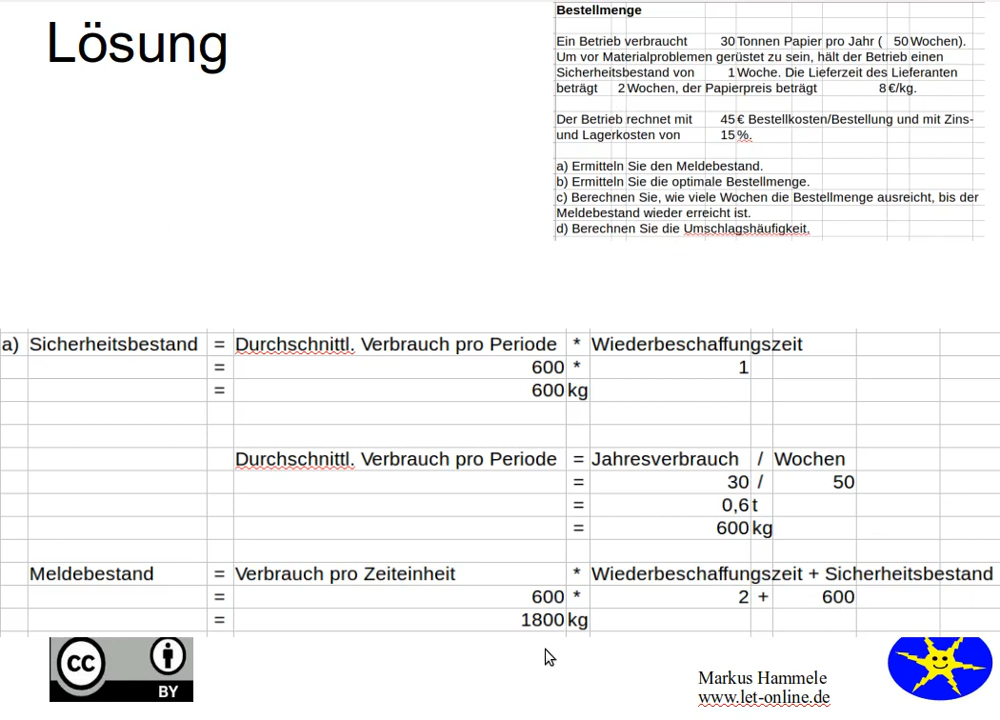 Lösung
Bestellmenge
Ein Betrieb verbraucht 30 Tonnen Papier pro Jahr ( 50 Wochen).
Um vor Materialproblemen gerüstet zu sein, hält der Betrieb einen
Sicherheitsbestand von 1 Woche. Die Lieferzeit des Lieferanten
beträgt 2 Wochen, der Papierpreis beträgt 8 €/kg.
Der Betrieb rechnet mit 45 € Bestellkosten/Bestellung und mit Zins-
und Lagerkosten von 15 %.
a) Ermitteln Sie den Meldebestand.
b) Ermitteln Sie die optimale Bestellmenge.
c) Berechnen Sie, wie viele Wochen die Bestellmenge ausreicht, bis der
Meldebestand wieder erreicht ist.
d) Berechnen Sie die Umschlagshäufigkeit.
a) Sicherheitsbestand = Durchschnittl. Verbrauch pro Periode * Wiederbeschaffungszeit
= 600 * 1
= 600 kg
Durchschnittl. Verbrauch pro Periode = Jahresverbrauch / Wochen
= 30 / 50
= 0,6 t
= 600 kg
Meldebestand = Verbrauch pro Zeiteinheit * Wiederbeschaffungszeit + Sicherheitsbestand
= 600 * 2 + 600
= 1800 kg
cc
BY
Markus Hammele
www.let-online.de